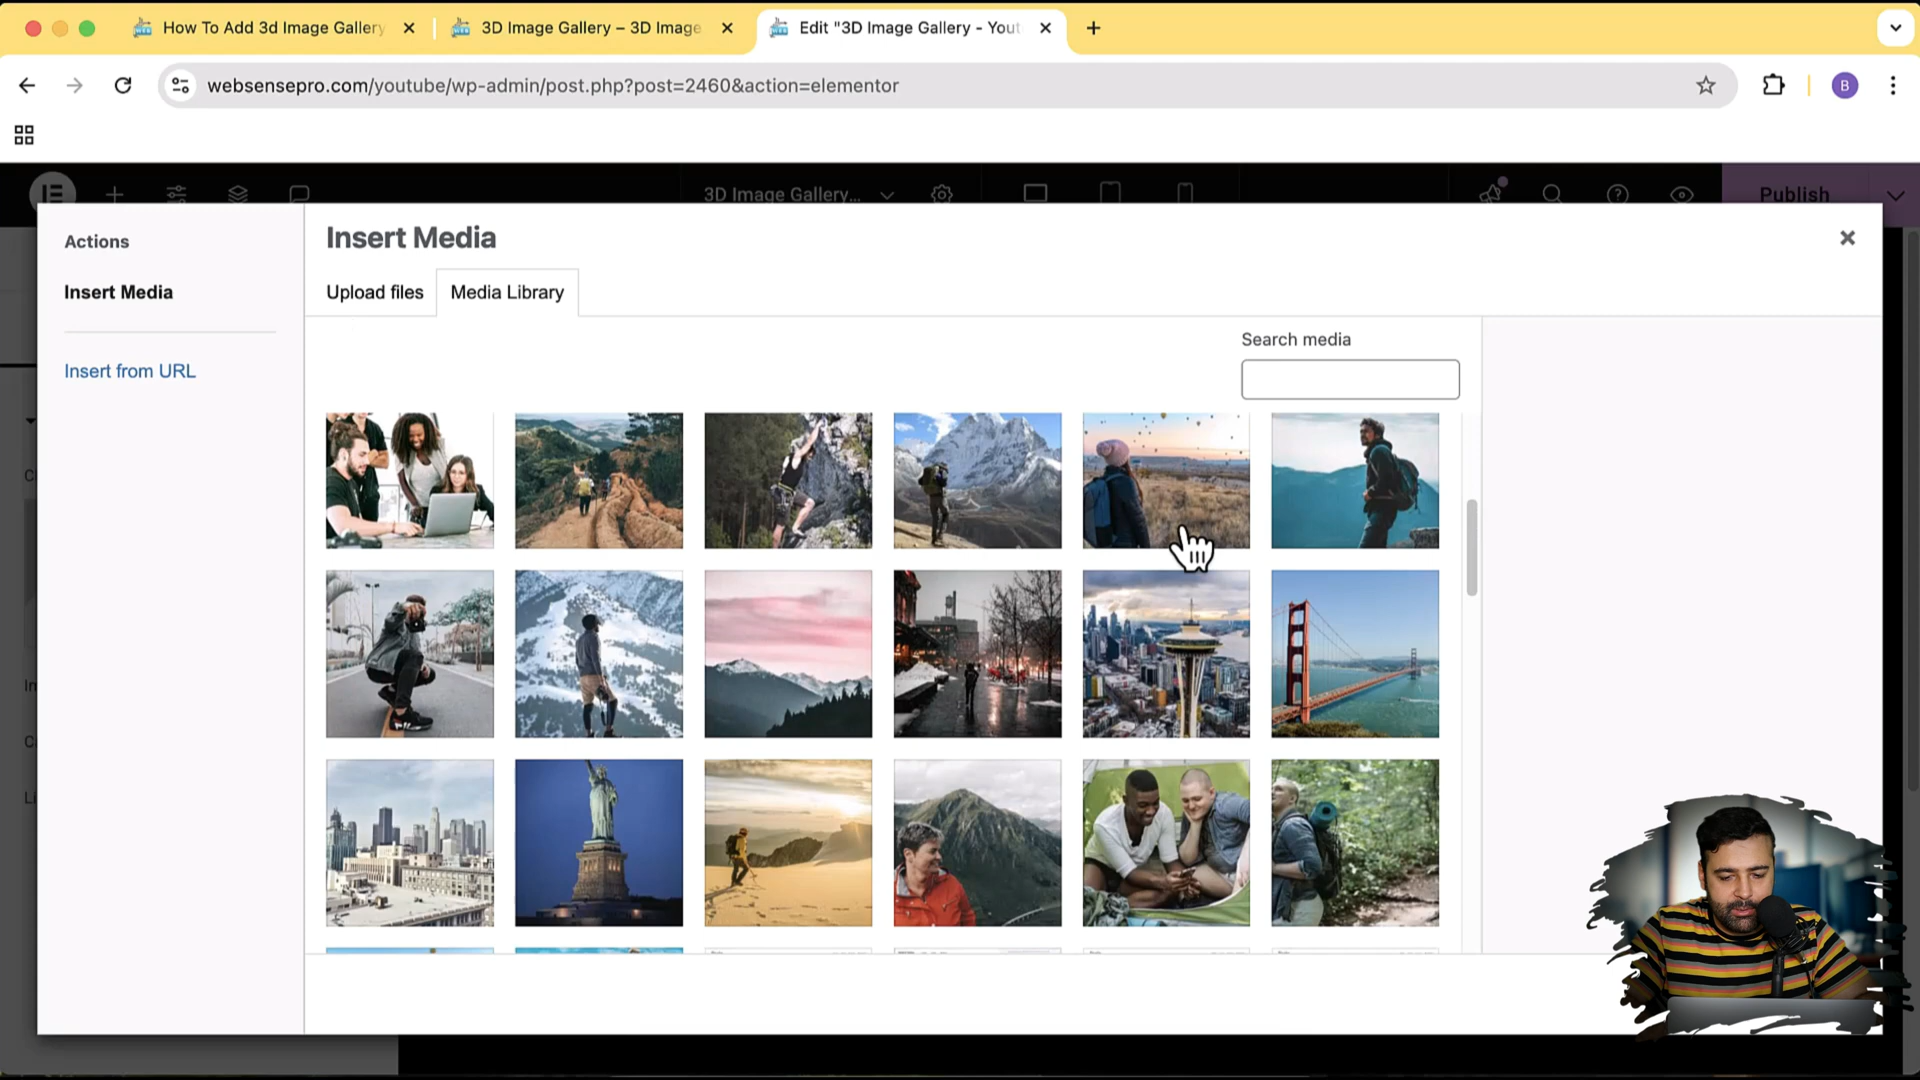 How To Add 3d Image Gallery
3D Image Gallery – 3D Image
Edit "3D Image Gallery - Yout
websensepro.com/youtube/wp-admin/post.php?post=2460&action=elementor
B
3D Image Gallery...
Publish
Actions
Insert Media
Insert from URL
Insert Media
Upload files
Media Library
Search media